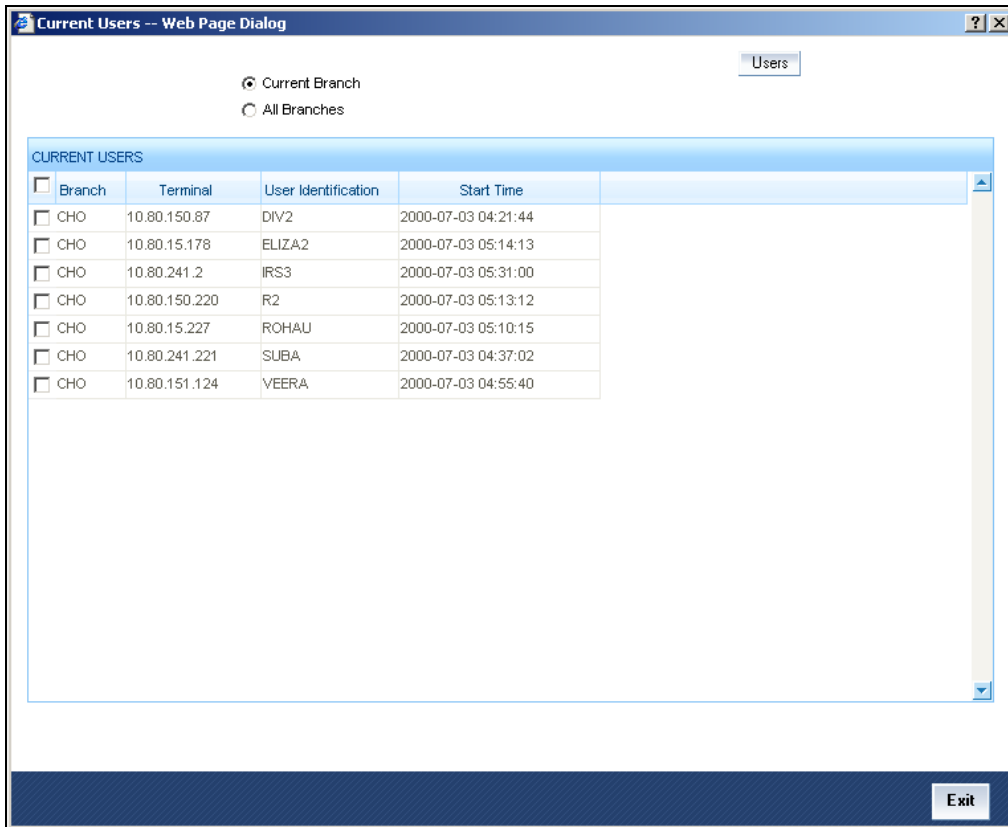 Current Users -- Web Page Dialog
? X
Users
Current Branch
All Branches
CURRENT USERS
Branch Terminal User Identification Start Time
CHO 10.80.150.87 DIV2 2000-07-03 04:21:44
CHO 10.80.15.178 ELIZA2 2000-07-03 05:14:13
CHO 10.80.241.2 IRS3 2000-07-03 05:31:00
CHO 10.80.150.220 R2 2000-07-03 05:13:12
CHO 10.80.15.227 ROHAU 2000-07-03 05:10:15
CHO 10.80.241.221 SUBA 2000-07-03 04:37:02
CHO 10.80.151.124 VEERA 2000-07-03 04:55:40
Exit